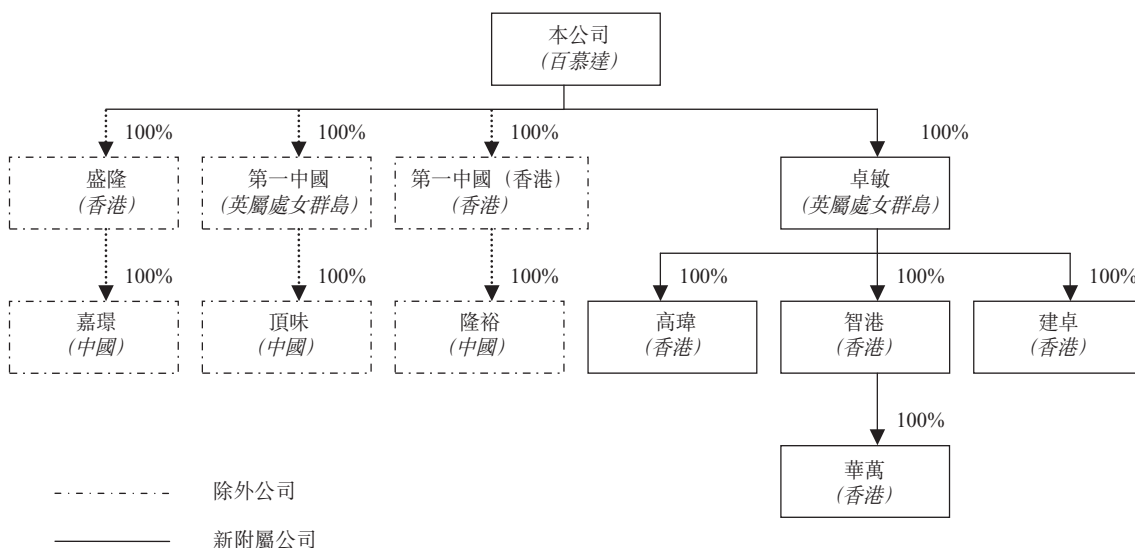 本公司
(百慕達)
100%
100%
100%
100%
盛隆
(香港)
第一中國
(英屬處女群島)
第一中國（香港）
(香港)
卓敏
(英屬處女群島)
100%
100%
100%
100%
100%
100%
嘉璟
(中國)
頂味
(中國)
隆裕
(中國)
高瑋
(香港)
智港
(香港)
建卓
(香港)
100%
華萬
(香港)
除外公司
新附屬公司